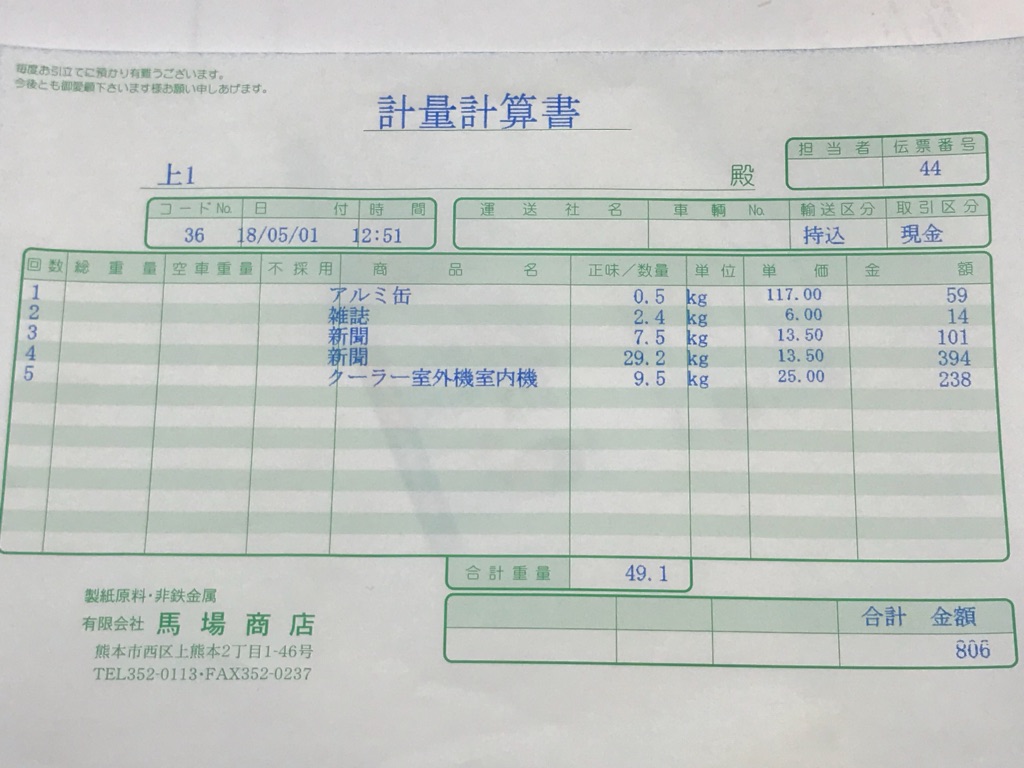 毎度お引立てに預かり有難うございます。
今後とも御愛顧下さいます様お願い申しあげます。
計量計算書
担当者 伝票番号
44
上1 殿
コードNo. 日付 時間 運送社名 車輌No. 輸送区分 取引区分
36 18/05/01 12:51 持込 現金
回数 総重量 空車重量 不採用 商品名 正味/数量 単位 単価 金額
1 アルミ缶 0.5 kg 117.00 59
2 雑誌 2.4 kg 6.00 14
3 新聞 7.5 kg 13.50 101
4 新聞 29.2 kg 13.50 394
5 クーラー室外機室内機 9.5 kg 25.00 238
合計重量 49.1
合計 金額
806
製紙原料・非鉄金属
有限会社 馬場商店
熊本市西区上熊本2丁目1-46号
TEL352-0113・FAX352-0237